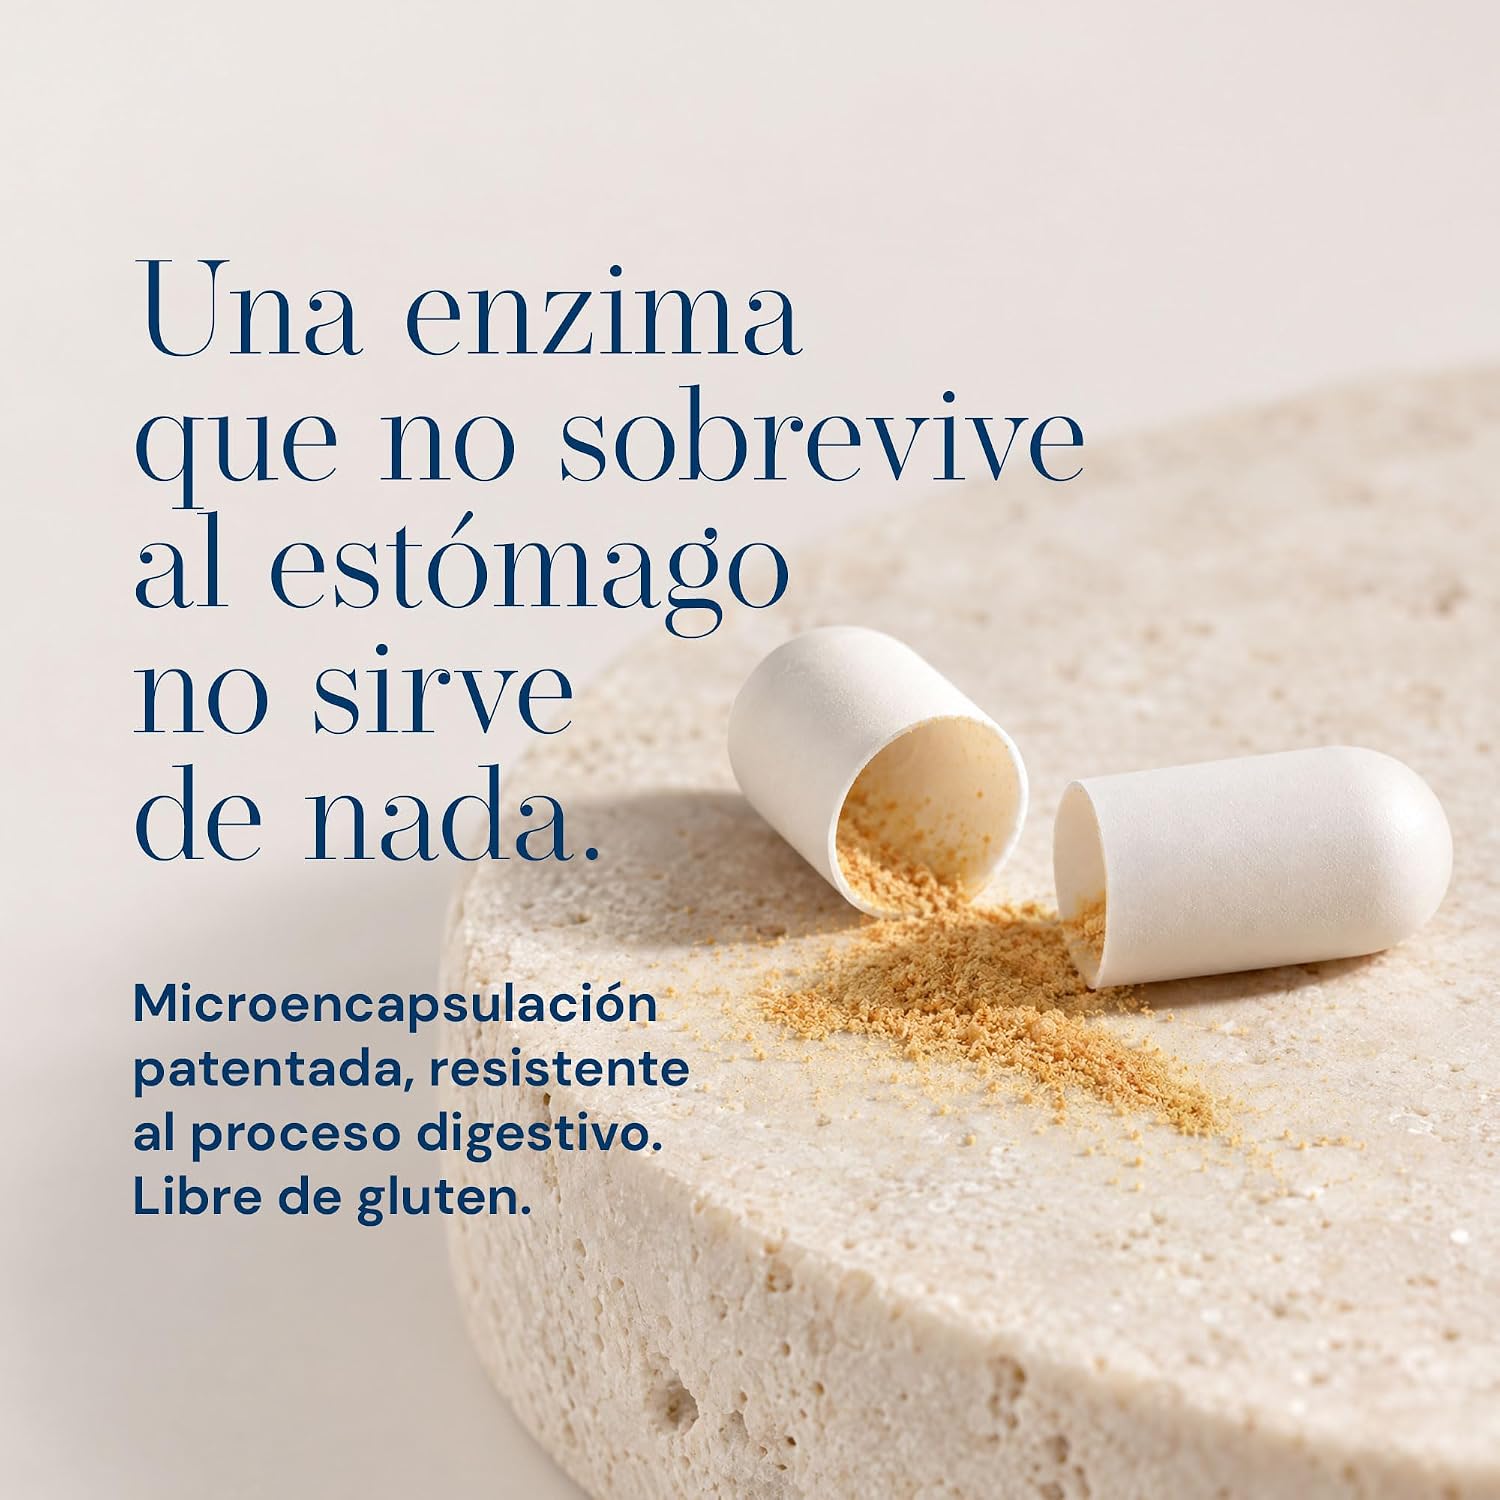 Una enzima
que no sobrevive
al estómago
no sirve
de nada.
Microencapsulación
patentada, resistente
al proceso digestivo.
Libre de gluten.